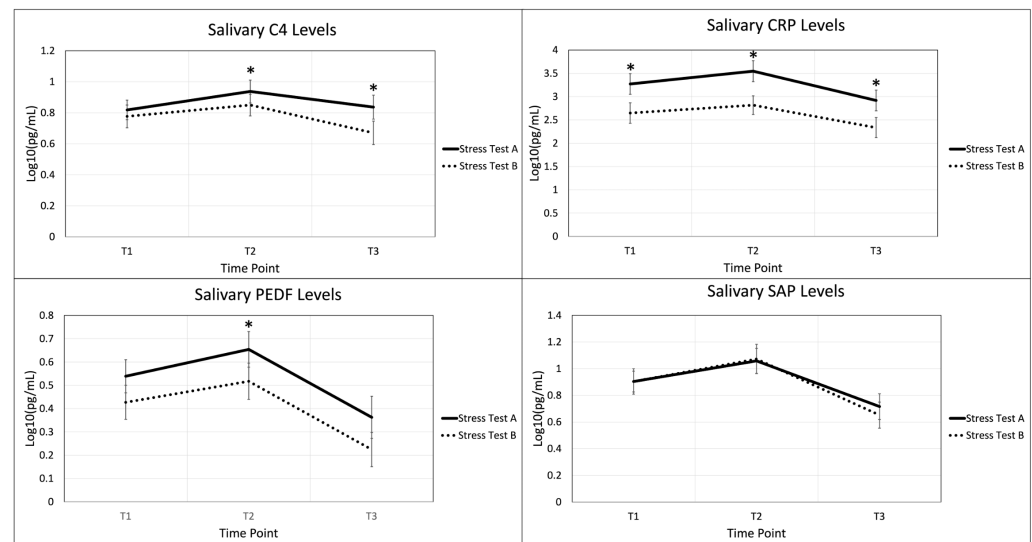 Salivary C4 Levels
1.2
1
0.8
0.6
0.4
0.2
0
Log10(pg/mL)
*
*
T1
T2
T3
Time Point
Stress Test A
Stress Test B
Salivary CRP Levels
4
3.5
3
2.5
2
1.5
1
0.5
0
Log10(pg/mL)
*
*
*
T1
T2
T3
Time Point
Stress Test A
Stress Test B
Salivary PEDF Levels
0.8
0.7
0.6
0.5
0.4
0.3
0.2
0.1
0
Log10(pg/mL)
*
T1
T2
T3
Time Point
Stress Test A
Stress Test B
Salivary SAP Levels
1.4
1.2
1
0.8
0.6
0.4
0.2
0
Log10(pg/mL)
T1
T2
T3
Time Point
Stress Test A
Stress Test B